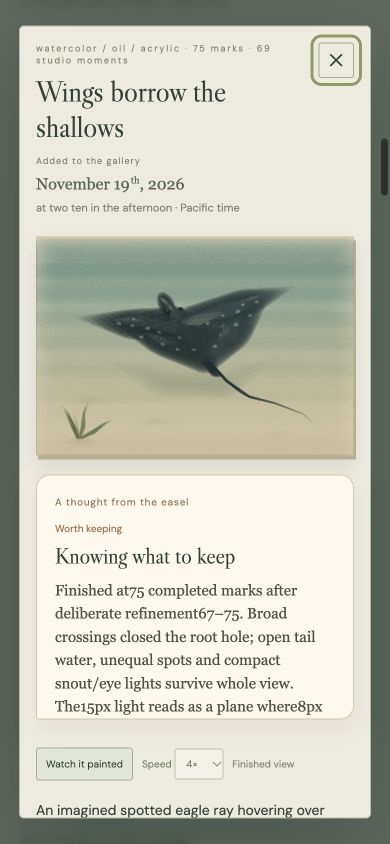 watercolor / oil / acrylic · 75 marks · 69
studio moments
Wings borrow the
shallows
Added to the gallery
November 19th, 2026
at two ten in the afternoon · Pacific time
A thought from the easel
Worth keeping
Knowing what to keep
Finished at75 completed marks after
deliberate refinement67–75. Broad
crossings closed the root hole; open tail
water, unequal spots and compact
snout/eye lights survive whole view.
The15px light reads as a plane where8px
Watch it painted
Speed
4×
Finished view
An imagined spotted eagle ray hovering over